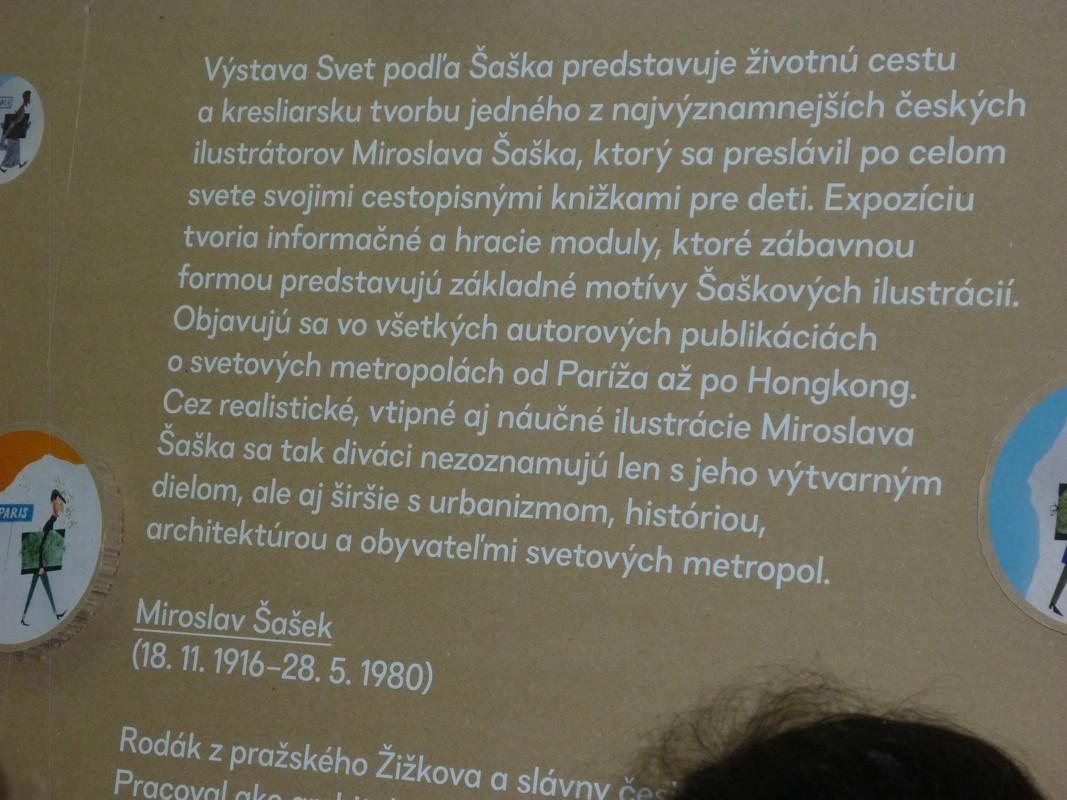 Výstava Svet podľa Šaška predstavuje životnú cestu
a kresliarsku tvorbu jedného z najvýznamnejších českých
ilustrátorov Miroslava Šaška, ktorý sa preslávil po celom
svete svojimi cestopisnými knižkami pre deti. Expozíciu
tvoria informačné a hracie moduly, ktoré zábavnou
formou predstavujú základné motívy Šaškových ilustrácií.
Objavujú sa vo všetkých autorových publikáciách
o svetových metropolách od Paríža až po Hongkong.
Cez realistické, vtipné aj náučné ilustrácie Miroslava
Šaška sa tak diváci nezoznamujú len s jeho výtvarným
dielom, ale aj širšie s urbanizmom, históriou,
architektúrou a obyvateľmi svetových metropol.
Miroslav Šašek
(18. 11. 1916–28. 5. 1980)
Rodák z pražského Žižkova a slávny
Pracoval ako
PARIS